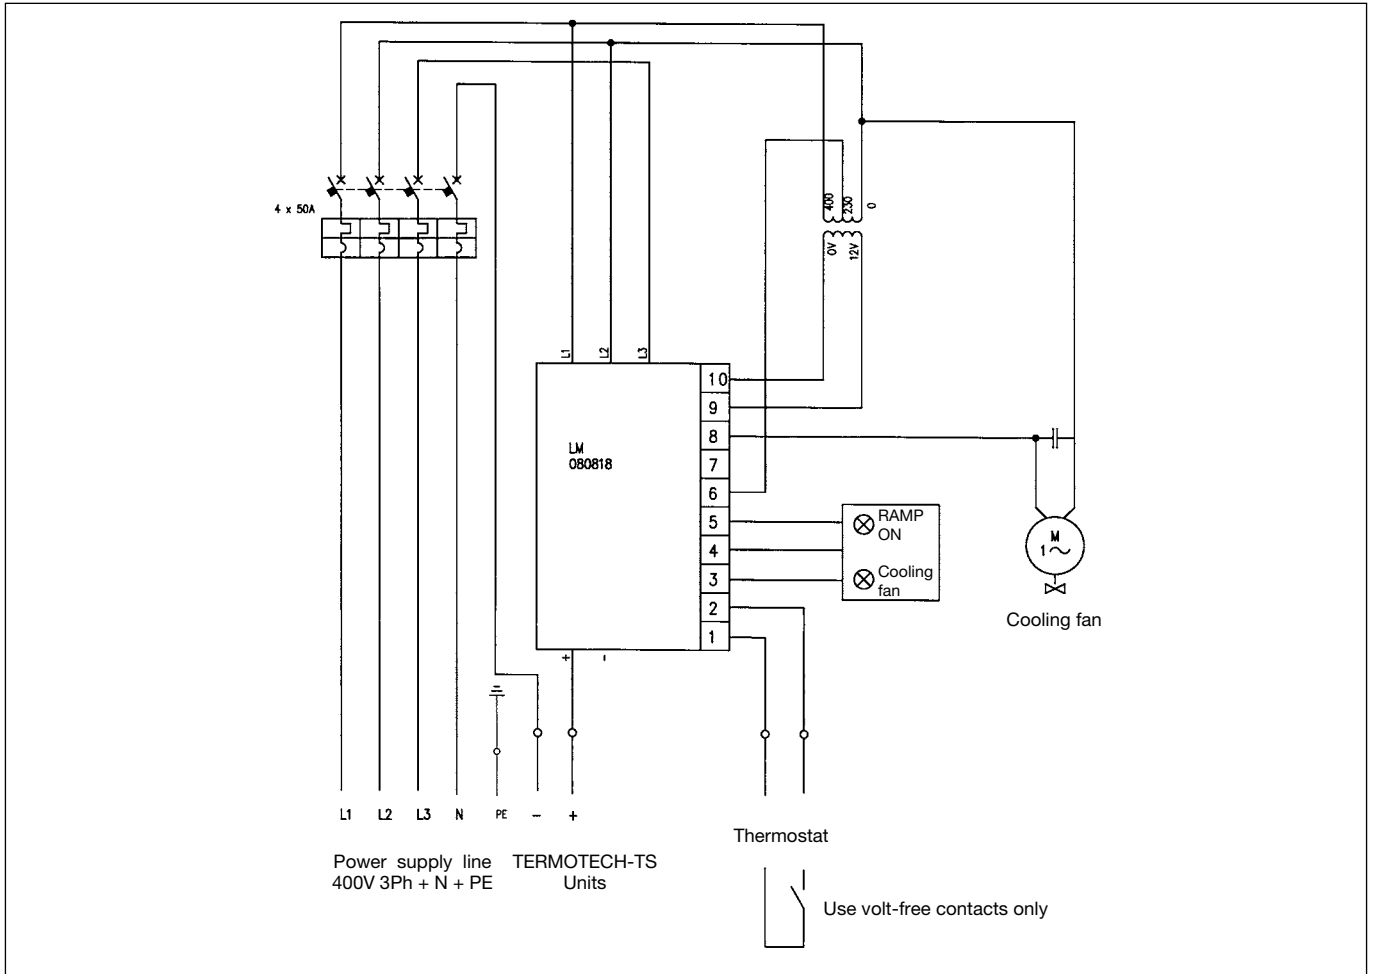 400
230
0
4 x 50A
0V
12V
L1
L2
L3
10
9
8
7
6
5
4
3
2
1
LM
080818
RAMP
ON
Cooling
fan
M
1~
Cooling fan
+
-
L1
L2
L3
N
PE
-
+
Power supply line
400V 3Ph + N + PE
TERMOTECH-TS
Units
Thermostat
Use volt-free contacts only